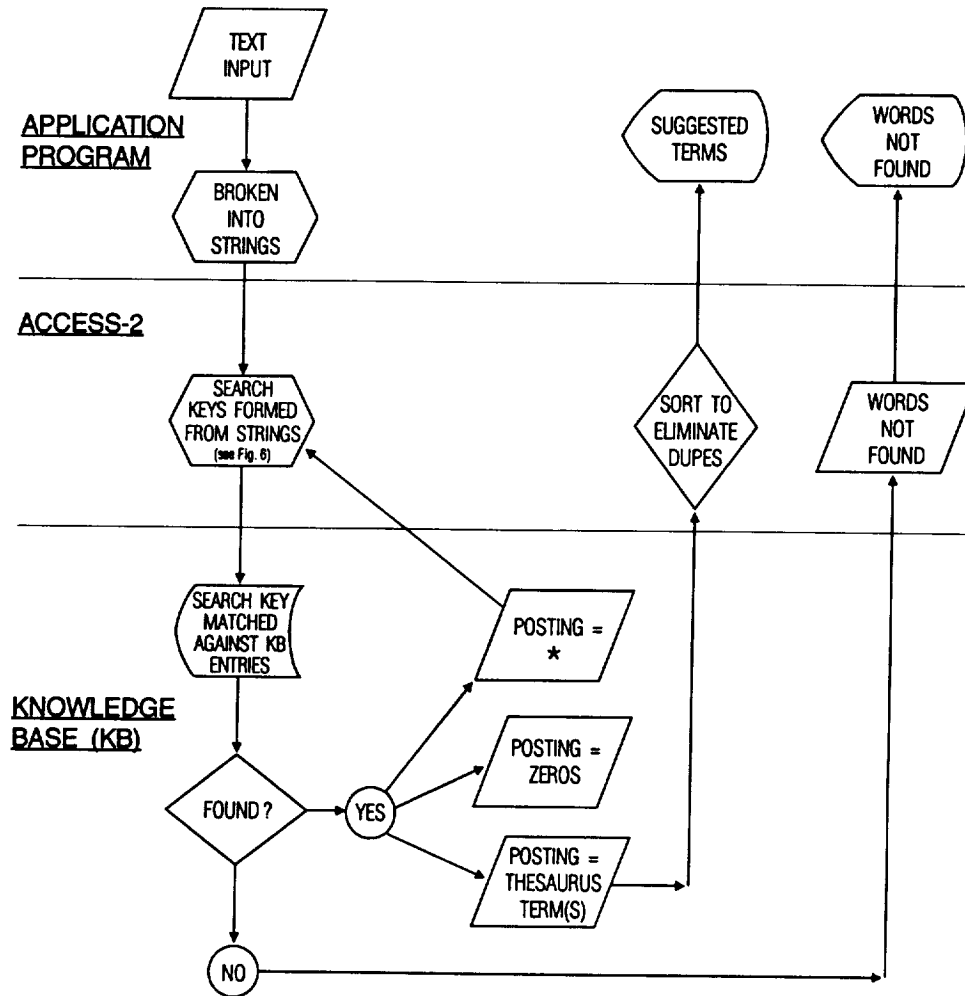 TEXT
INPUT
APPLICATION
PROGRAM
BROKEN
INTO
STRINGS
SUGGESTED
TERMS
WORDS
NOT
FOUND
ACCESS-2
SEARCH
KEYS FORMED
FROM STRINGS
(see Fig. 6)
SORT TO
ELIMINATE
DUPES
WORDS
NOT
FOUND
SEARCH KEY
MATCHED
AGAINST KB
ENTRIES
POSTING =
*
KNOWLEDGE
BASE (KB)
POSTING =
ZEROS
FOUND ?
YES
POSTING =
THESAURUS
TERM(S)
NO